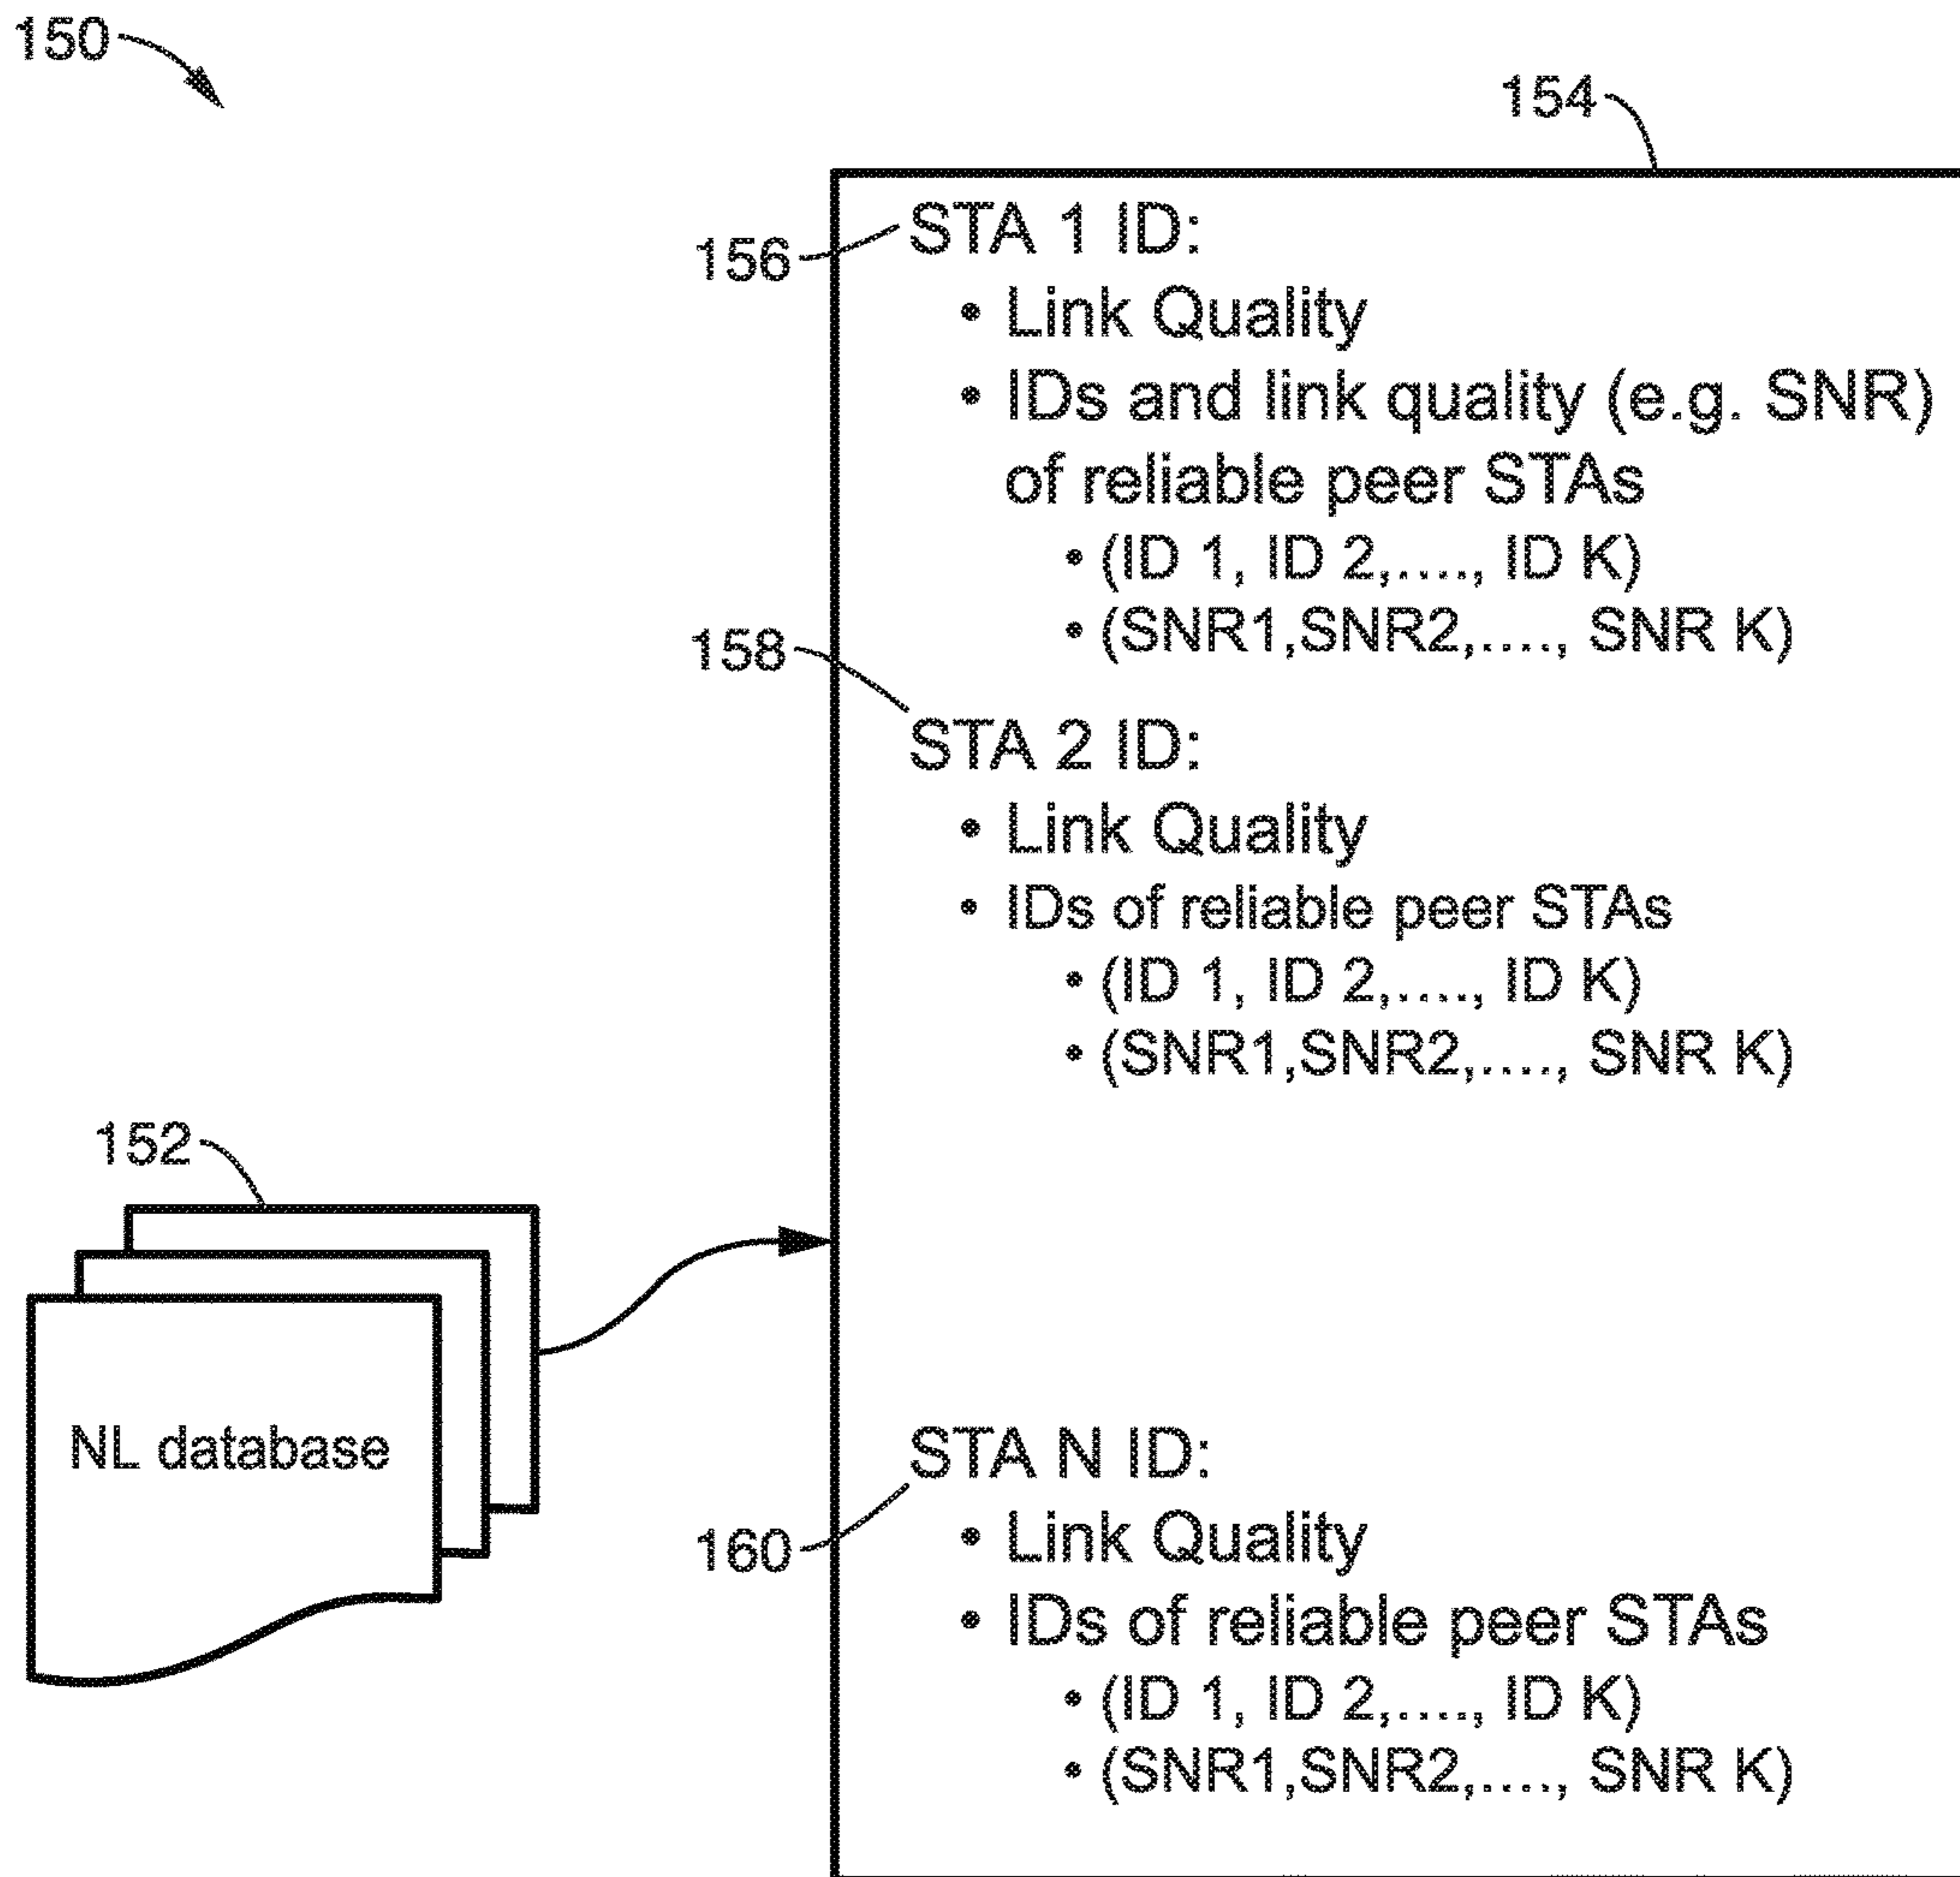 150
154
156
STA 1 ID:
• Link Quality
• IDs and link quality (e.g. SNR)
of reliable peer STAs
• (ID 1, ID 2,...., ID K)
• (SNR1,SNR2,...., SNR K)
158
STA 2 ID:
• Link Quality
• IDs of reliable peer STAs
• (ID 1, ID 2,...., ID K)
• (SNR1,SNR2,...., SNR K)
152
NL database
STA N ID:
160
• Link Quality
• IDs of reliable peer STAs
• (ID 1, ID 2,...., ID K)
• (SNR1,SNR2,...., SNR K)